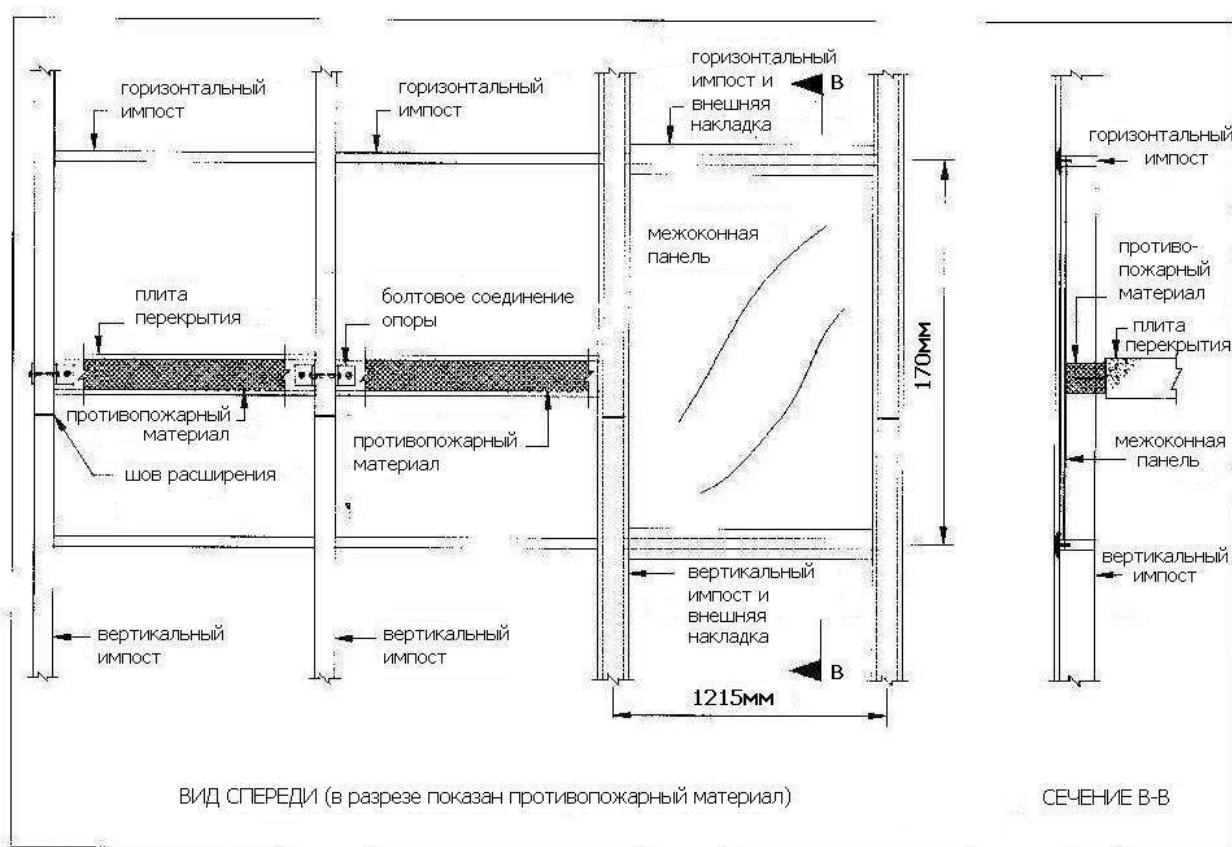 горизонтальный
импост
горизонтальный
импост
горизонтальный
импост и
внешняя
накладка
В
горизонтальный
импост
межоконная
панель
противо-
пожарный
материал
плита
перекрытия
болтовое соединение
опоры
плита
перекрытия
170мм
противопожарный
материал
противопожарный
материал
шов расширения
межоконная
панель
вертикальный
импост и
внешняя
накладка
вертикальный
импост
вертикальный
импост
вертикальный
импост
В
1215мм
ВИД СПЕРЕДИ (в разрезе показан противопожарный материал)
СЕЧЕНИЕ В-В